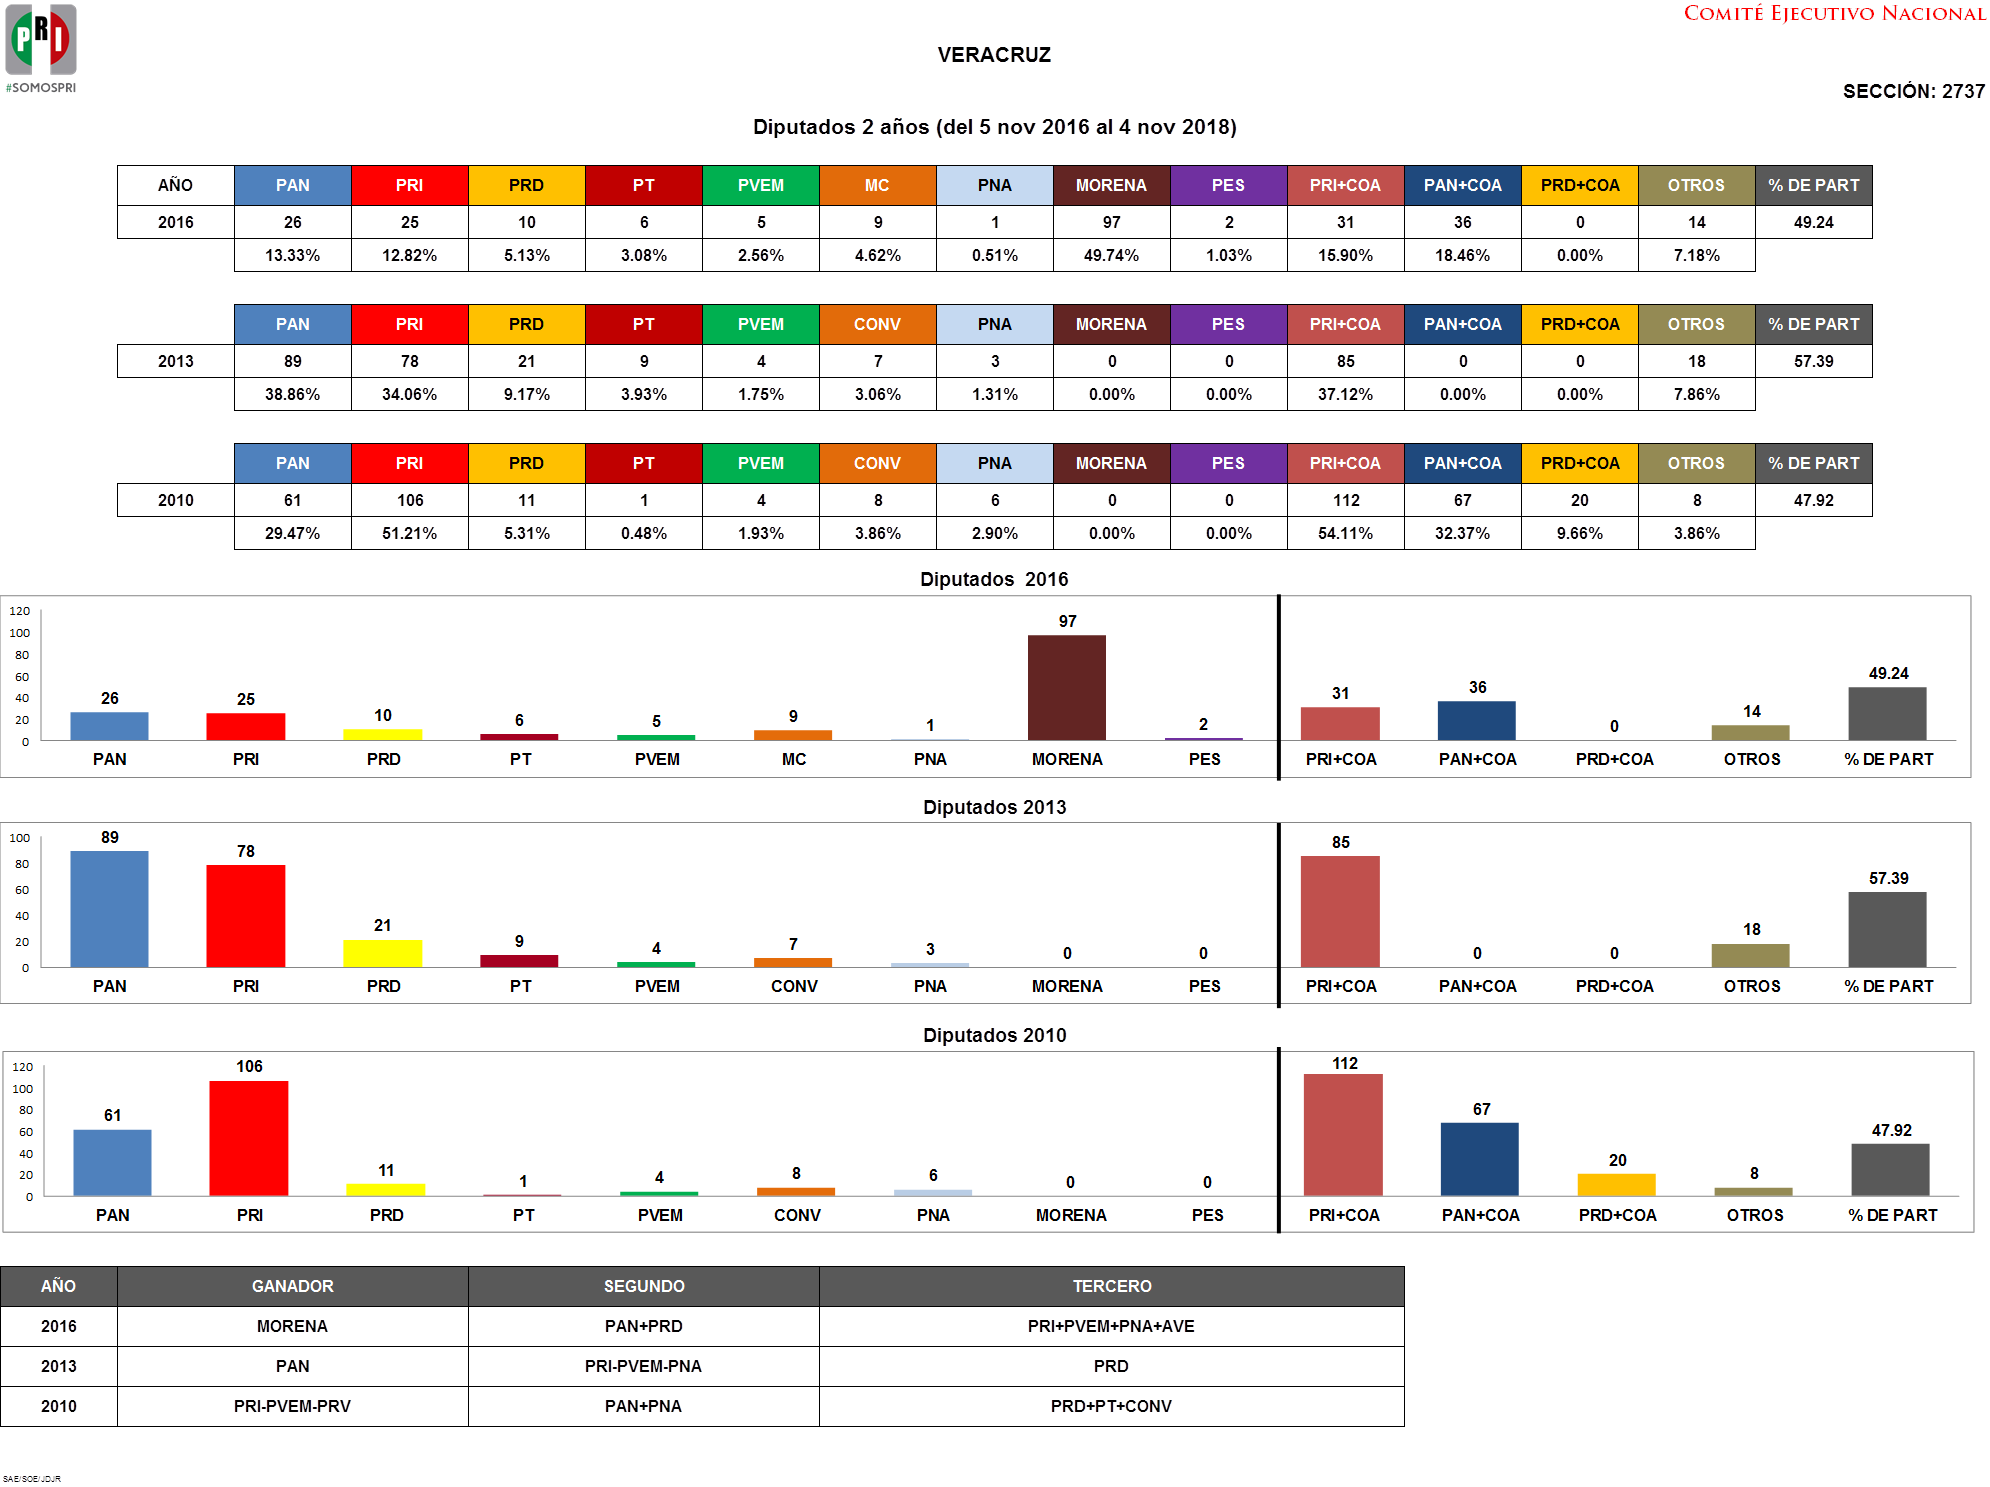 PRI
#SOMOSPRI
COMITÉ EJECUTIVO NACIONAL
VERACRUZ
SECCIÓN: 2737
Diputados 2 años (del 5 nov 2016 al 4 nov 2018)
AÑO PAN PRI PRD PT PVEM MC PNA MORENA PES PRI+COA PAN+COA PRD+COA OTROS % DE PART
2016 26 25 10 6 5 9 1 97 2 31 36 0 14 49.24
13.33% 12.82% 5.13% 3.08% 2.56% 4.62% 0.51% 49.74% 1.03% 15.90% 18.46% 0.00% 7.18%
PAN PRI PRD PT PVEM CONV PNA MORENA PES PRI+COA PAN+COA PRD+COA OTROS % DE PART
2013 89 78 21 9 4 7 3 0 0 85 0 0 18 57.39
38.86% 34.06% 9.17% 3.93% 1.75% 3.06% 1.31% 0.00% 0.00% 37.12% 0.00% 0.00% 7.86%
PAN PRI PRD PT PVEM CONV PNA MORENA PES PRI+COA PAN+COA PRD+COA OTROS % DE PART
2010 61 106 11 1 4 8 6 0 0 112 67 20 8 47.92
29.47% 51.21% 5.31% 0.48% 1.93% 3.86% 2.90% 0.00% 0.00% 54.11% 32.37% 9.66% 3.86%
Diputados 2016
120
100
80
60
40
20
0
26 25 10 6 5 9 1 97 2 31 36 0 14 49.24
PAN PRI PRD PT PVEM MC PNA MORENA PES PRI+COA PAN+COA PRD+COA OTROS % DE PART
Diputados 2013
100
80
60
40
20
0
89 78 21 9 4 7 3 0 0 85 0 0 18 57.39
PAN PRI PRD PT PVEM CONV PNA MORENA PES PRI+COA PAN+COA PRD+COA OTROS % DE PART
Diputados 2010
120
100
80
60
40
20
0
61 106 11 1 4 8 6 0 0 112 67 20 8 47.92
PAN PRI PRD PT PVEM CONV PNA MORENA PES PRI+COA PAN+COA PRD+COA OTROS % DE PART
AÑO GANADOR SEGUNDO TERCERO
2016 MORENA PAN+PRD PRI+PVEM+PNA+AVE
2013 PAN PRI-PVEM-PNA PRD
2010 PRI-PVEM-PRV PAN+PNA PRD+PT+CONV
SAE/SOE/JDJR